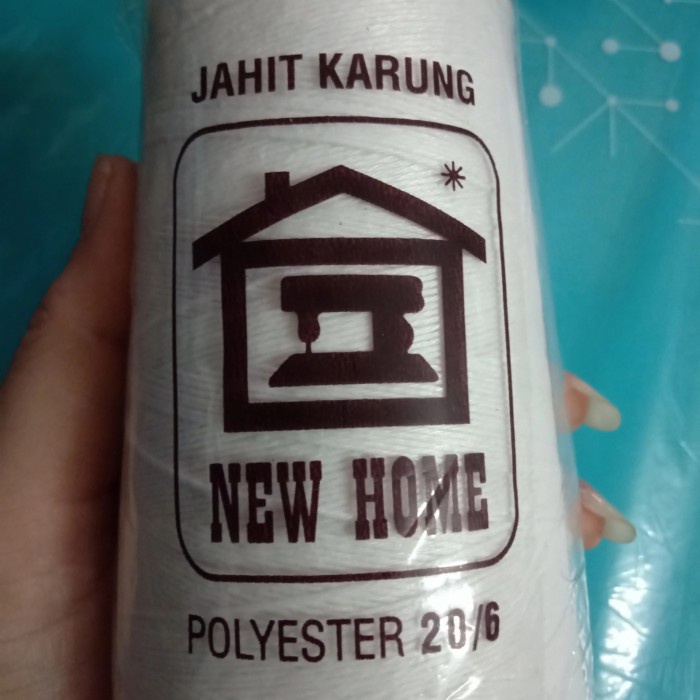 JAHIT KARUNG
NEW HOME
POLYESTER 20/6